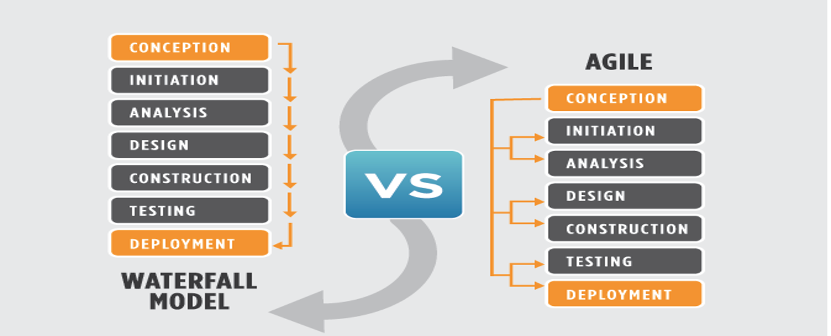 CONCEPTION
INITIATION
ANALYSIS
DESIGN
CONSTRUCTION
TESTING
DEPLOYMENT
WATERFALL
MODEL
VS
AGILE
CONCEPTION
INITIATION
ANALYSIS
DESIGN
CONSTRUCTION
TESTING
DEPLOYMENT